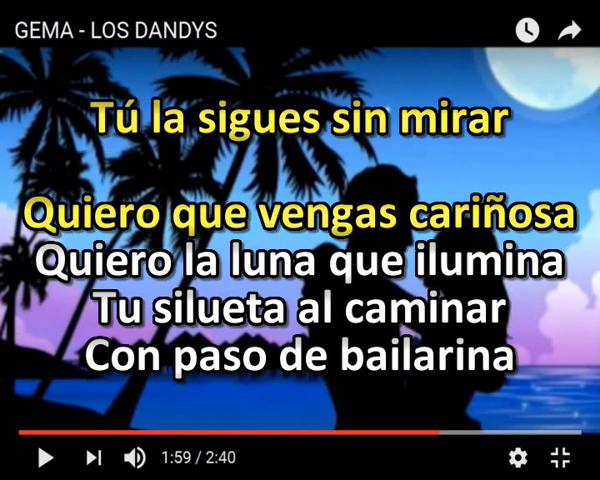 GEMA - LOS DANDYS
Tú la sigues sin mirar
Quiero que vengas cariñosa
Quiero la luna que ilumina
Tu silueta al caminar
Con paso de bailarina
1:59 / 2:40